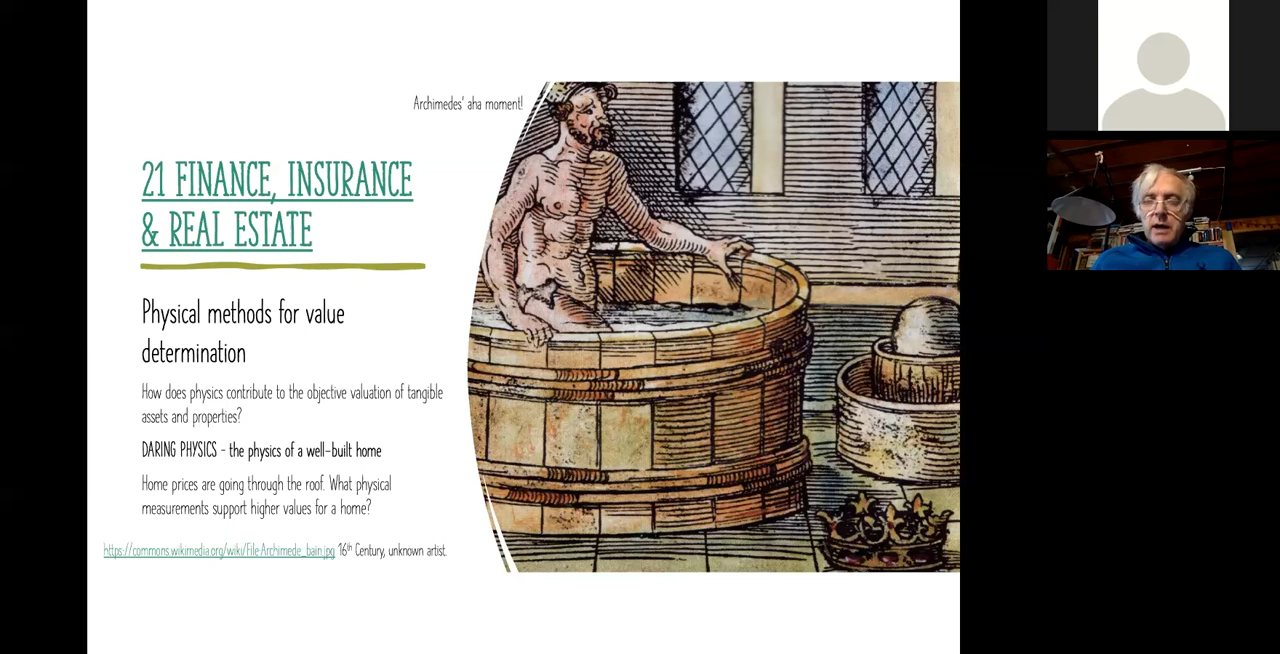 Archimedes' aha moment!
21 FINANCE, INSURANCE
& REAL ESTATE
Physical methods for value
determination
How does physics contribute to the objective valuation of tangible
assets and properties?
DARING PHYSICS - the physics of a well-built home
Home prices are going through the roof. What physical
measurements support higher values for a home?
https://commons.wikimedia.org/wiki/File:Archimede_bain.jpg 16th Century, unknown artist.